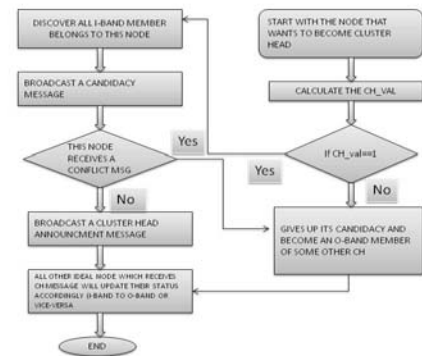 START WITH THE NODE THAT
WANTS TO BECOME CLUSTER
HEAD
CALCULATE THE CH_VAL
If CH_val==1
Yes
No
DISCOVER ALL I-BAND MEMBER
BELONGS TO THIS NODE
BROADCAST A CANDIDACY
MESSAGE
THIS NODE
RECEIVES A
CONFLICT MSG
Yes
No
BROADCAST A CLUSTER HEAD
ANNOUNCMENT MESSAGE
GIVES UP ITS CANDIDACY AND
BECOME AN O-BAND MEMBER
OF SOME OTHER CH
ALL OTHER IDEAL NODE WHICH RECEIVES
CH MESSAGE WILL UPDATE THEIR STATUS
ACCORDINGLY (I-BAND TO O-BAND OR
VICE-VERSA
END